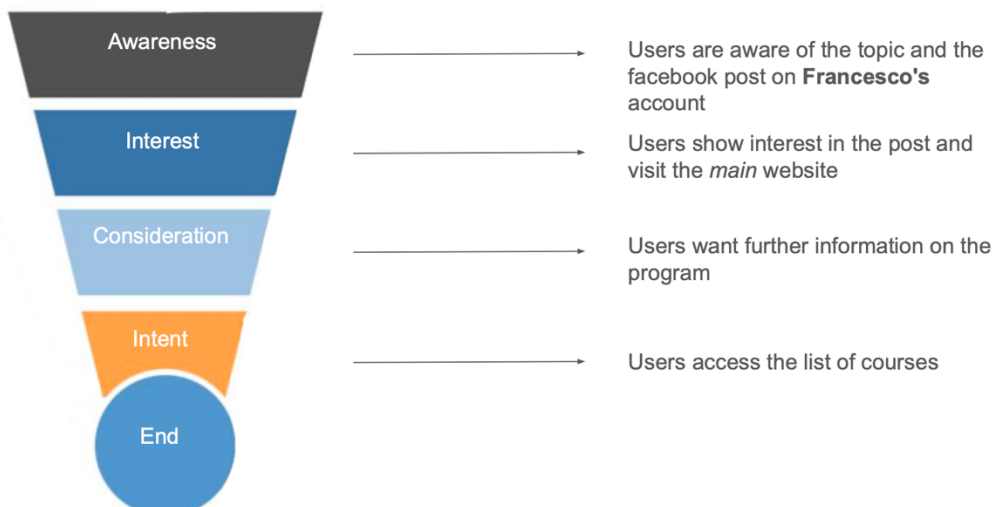 Awareness
Users are aware of the topic and the
facebook post on Francesco's
account
Interest
Users show interest in the post and
visit the main website
Consideration
Users want further information on the
program
Intent
Users access the list of courses
End